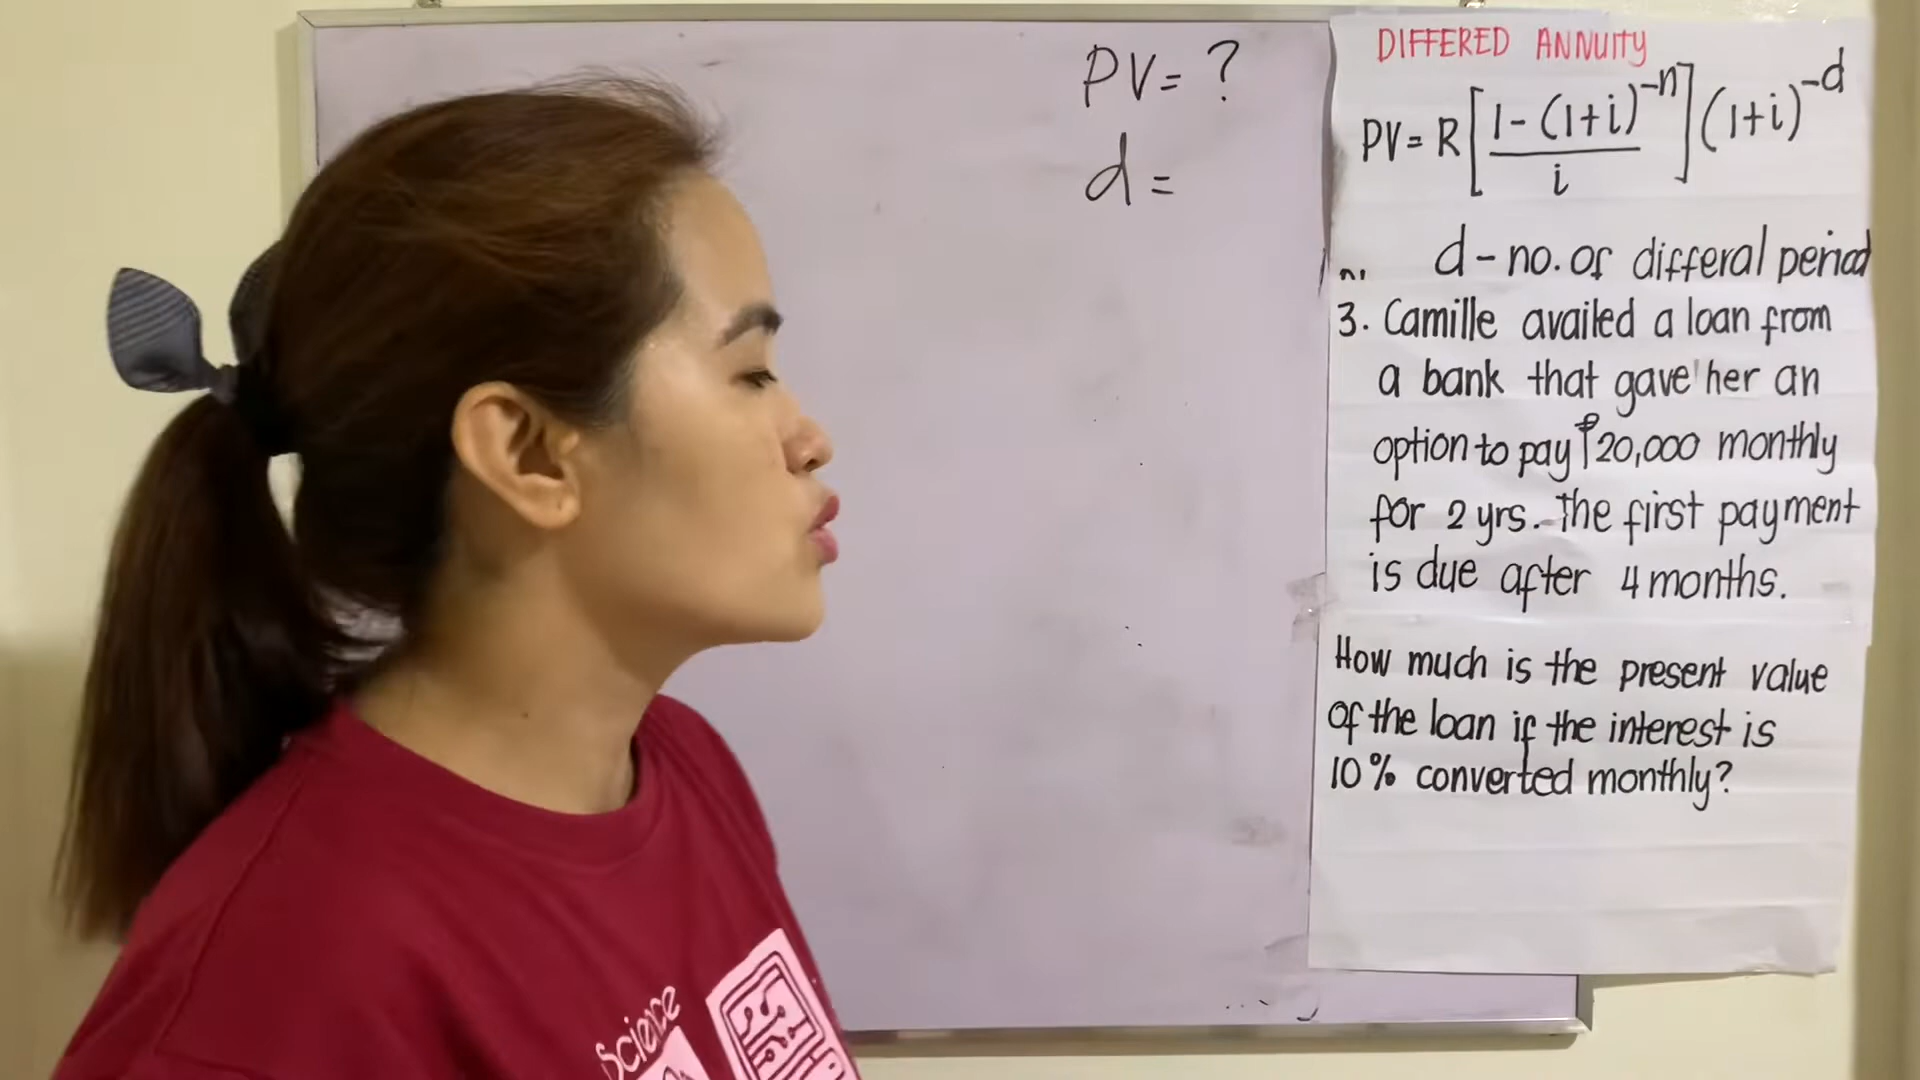 PV = ?
d =
DIFFERED ANNUITY
PV = R [ 1 - (1+i)^-n / i ] (1+i)^-d
d - no. of differal period
3. Camille availed a loan from
a bank that gave her an
option to pay ₱20,000 monthly
for 2 yrs. The first payment
is due after 4 months.
How much is the present value
of the loan if the interest is
10% converted monthly?
Science